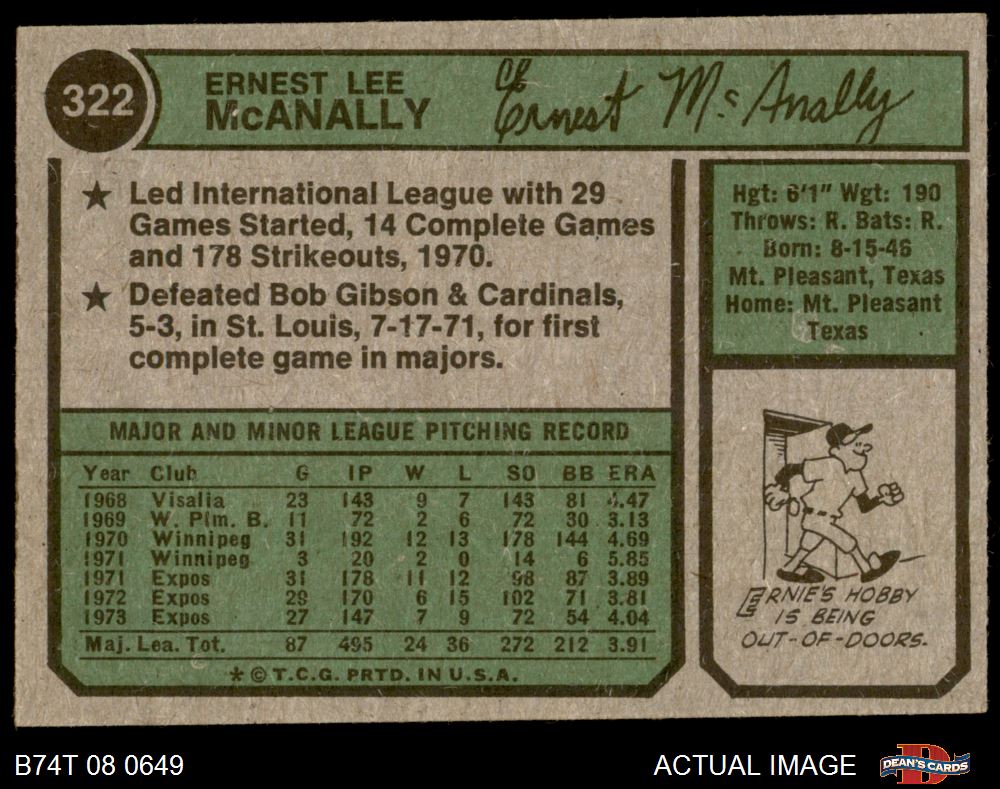 322
ERNEST LEE
McANALLY
Ernest McAnally
★ Led International League with 29
Games Started, 14 Complete Games
and 178 Strikeouts, 1970.
★ Defeated Bob Gibson & Cardinals,
5-3, in St. Louis, 7-17-71, for first
complete game in majors.
Hgt: 6'1" Wgt: 190
Throws: R. Bats: R.
Born: 8-15-46
Mt. Pleasant, Texas
Home: Mt. Pleasant
Texas
MAJOR AND MINOR LEAGUE PITCHING RECORD
Year Club G IP W L SO BB ERA
1968 Visalia 23 143 9 7 143 81 4.47
1969 W. Plm. B. 11 72 2 6 72 30 3.13
1970 Winnipeg 31 192 12 13 178 144 4.69
1971 Winnipeg 3 20 2 0 14 6 5.85
1971 Expos 31 178 11 12 98 87 3.89
1972 Expos 29 170 6 15 102 71 3.81
1973 Expos 27 147 7 9 72 54 4.04
Maj. Lea. Tot. 87 495 24 36 272 212 3.91
* © T.C.G. PRTD. IN U.S.A.
ERNIE'S HOBBY
IS BEING
OUT-OF-DOORS.
B74T 08 0649
ACTUAL IMAGE
DEAN'S CARDS